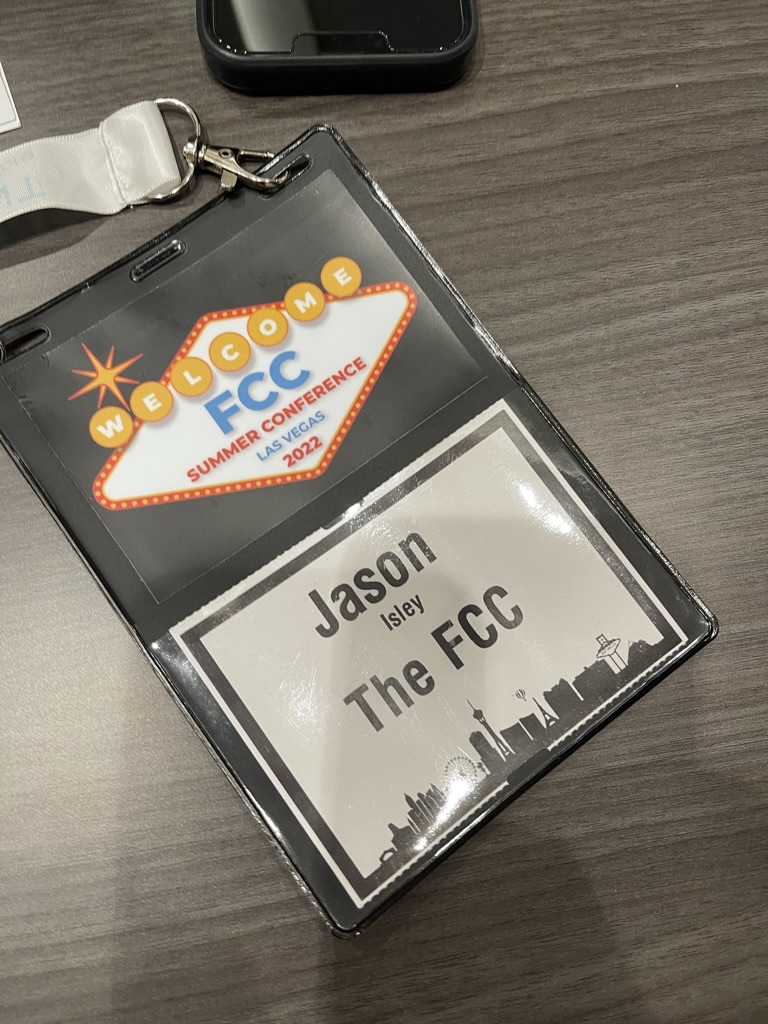 WELCOME
FCC
SUMMER CONFERENCE
LAS VEGAS
2022
Jason
Isley
The FCC